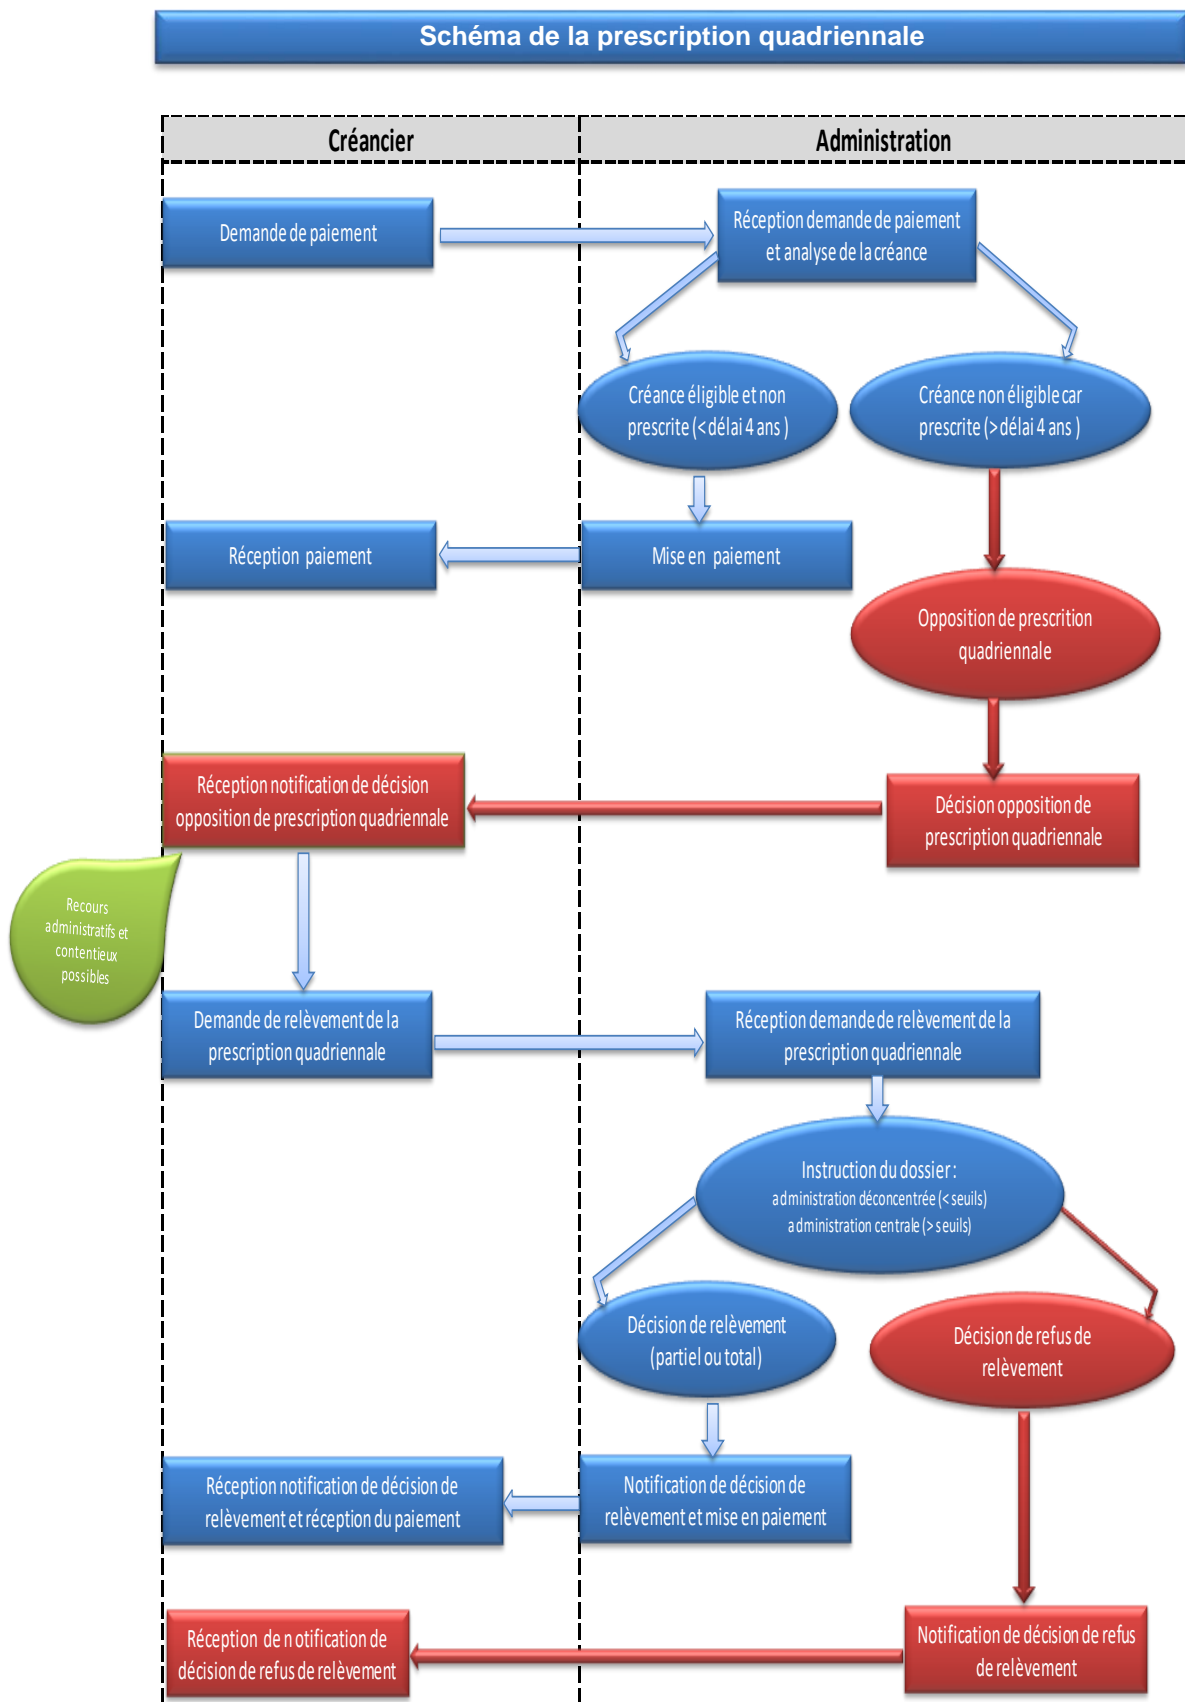 Schéma de la prescription quadriennale
Créancier
Administration
Demande de paiement
Réception demande de paiement
et analyse de la créance
Créance éligible et non
prescrite (< délai 4 ans )
Créance non éligible car
prescrite (> délai 4 ans )
Réception paiement
Mise en paiement
Opposition de prescrition
quadriennale
Réception notification de décision
opposition de prescription quadriennale
Décision opposition de
prescription quadriennale
Recours
administratifs et
contentieux
possibles
Demande de relèvement de la
prescription quadriennale
Réception demande de relèvement de la
prescription quadriennale
Instruction du dossier :
administration déconcentrée (< seuils)
administration centrale (> seuils)
Décision de relèvement
(partiel ou total)
Décision de refus de
relèvement
Réception notification de décision de
relèvement et réception du paiement
Notification de décision de
relèvement et mise en paiement
Réception de n otification de
décision de refus de relèvement
Notification de décision de refus
de relèvement